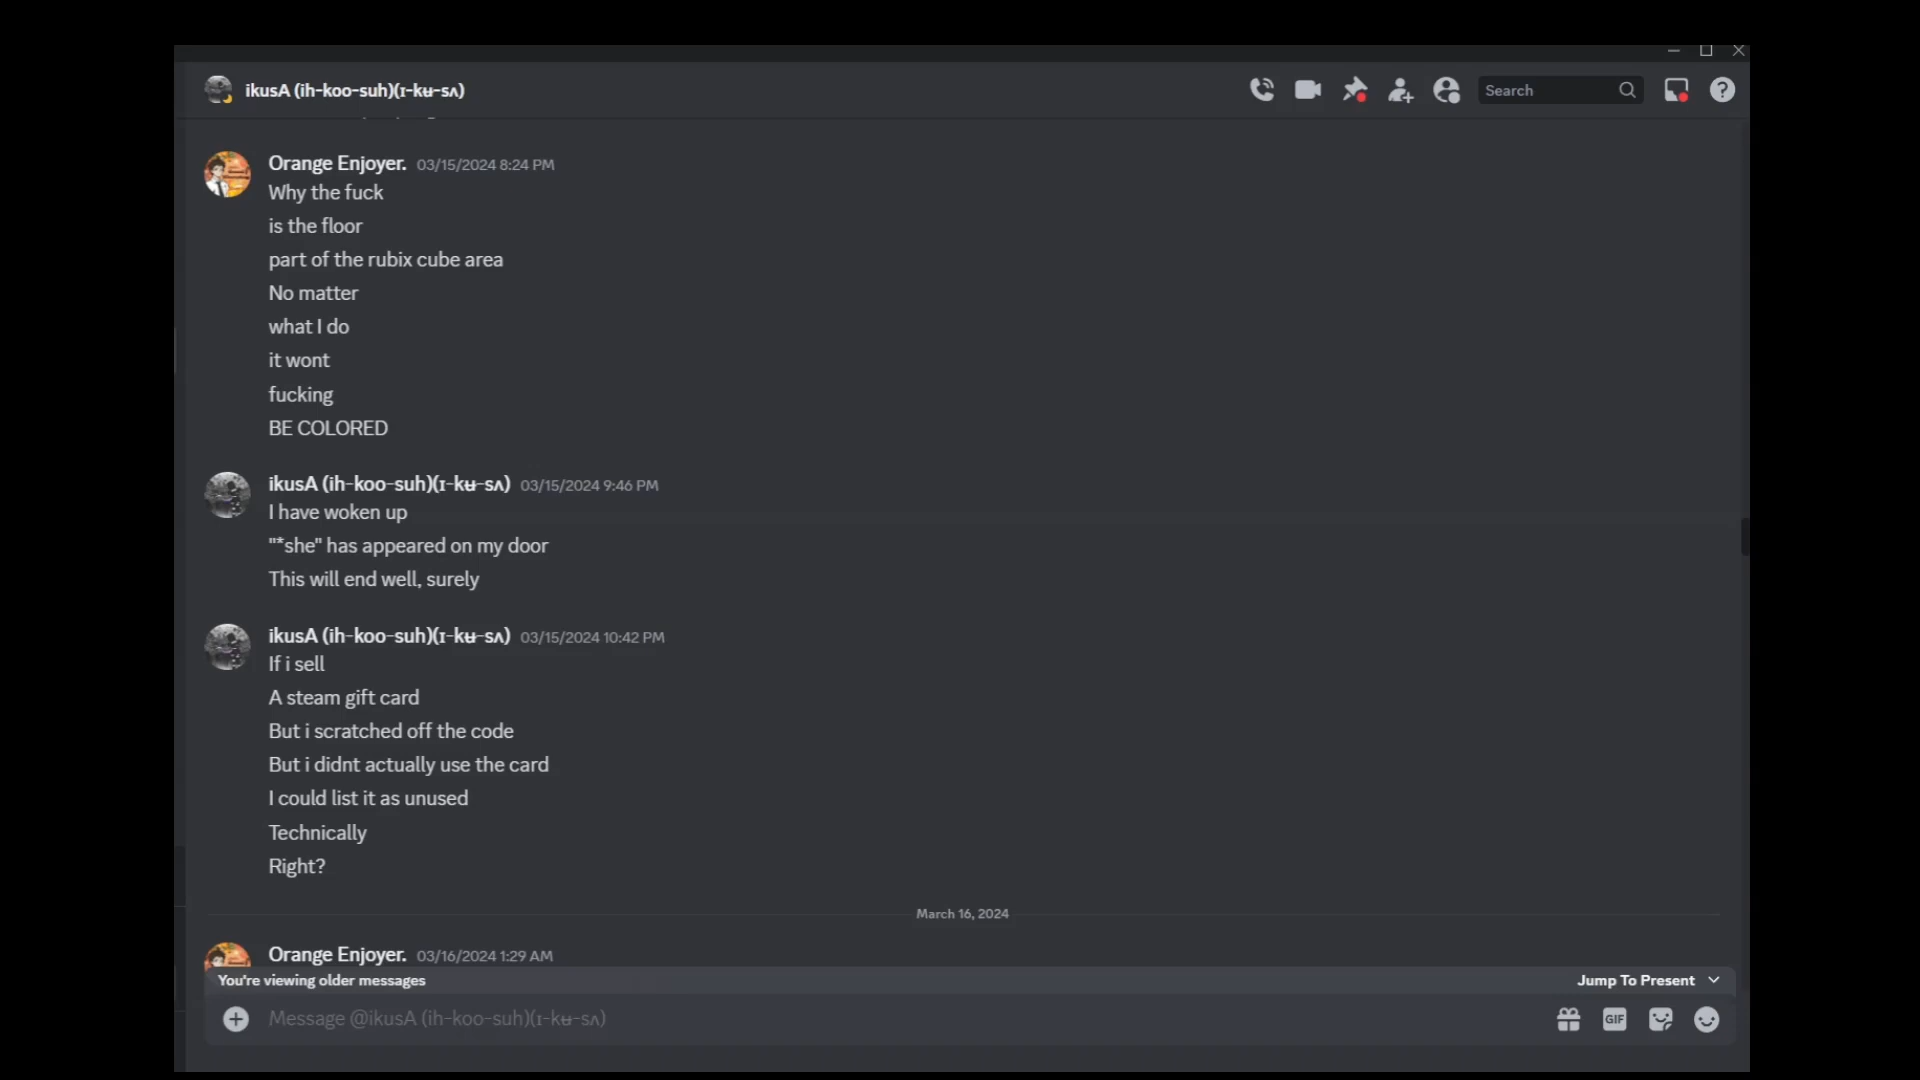 ikusA (ih-koo-suh)(ɪ-kʉ-sʌ)
Search
Orange Enjoyer. 03/15/2024 8:24 PM
Why the fuck
is the floor
part of the rubix cube area
No matter
what I do
it wont
fucking
BE COLORED
ikusA (ih-koo-suh)(ɪ-kʉ-sʌ) 03/15/2024 9:46 PM
I have woken up
"*she" has appeared on my door
This will end well, surely
ikusA (ih-koo-suh)(ɪ-kʉ-sʌ) 03/15/2024 10:42 PM
If i sell
A steam gift card
But i scratched off the code
But i didnt actually use the card
I could list it as unused
Technically
Right?
March 16, 2024
Orange Enjoyer. 03/16/2024 1:29 AM
You're viewing older messages Jump To Present
Message @ikusA (ih-koo-suh)(ɪ-kʉ-sʌ)
GIF